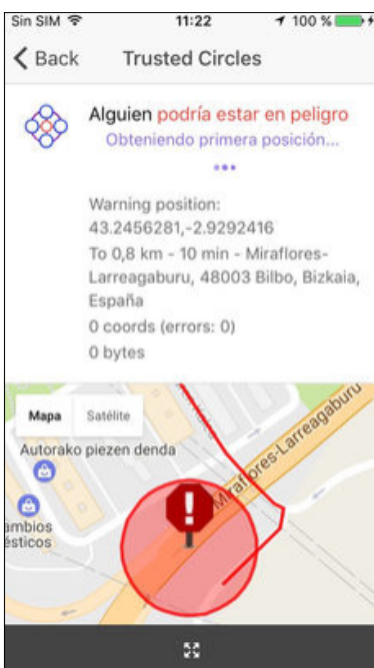 Sin SIM 11:22 100 %
Back Trusted Circles
Alguien podría estar en peligro
Obteniendo primera posición...
Warning position:
43.2456281,-2.9292416
To 0,8 km - 10 min - Miraflores-
Larreagaburu, 48003 Bilbo, Bizkaia,
España
0 coords (errors: 0)
0 bytes
Mapa Satélite
Autorako piezen denda
Miraflores-Larreagaburu
ambios
ésticos